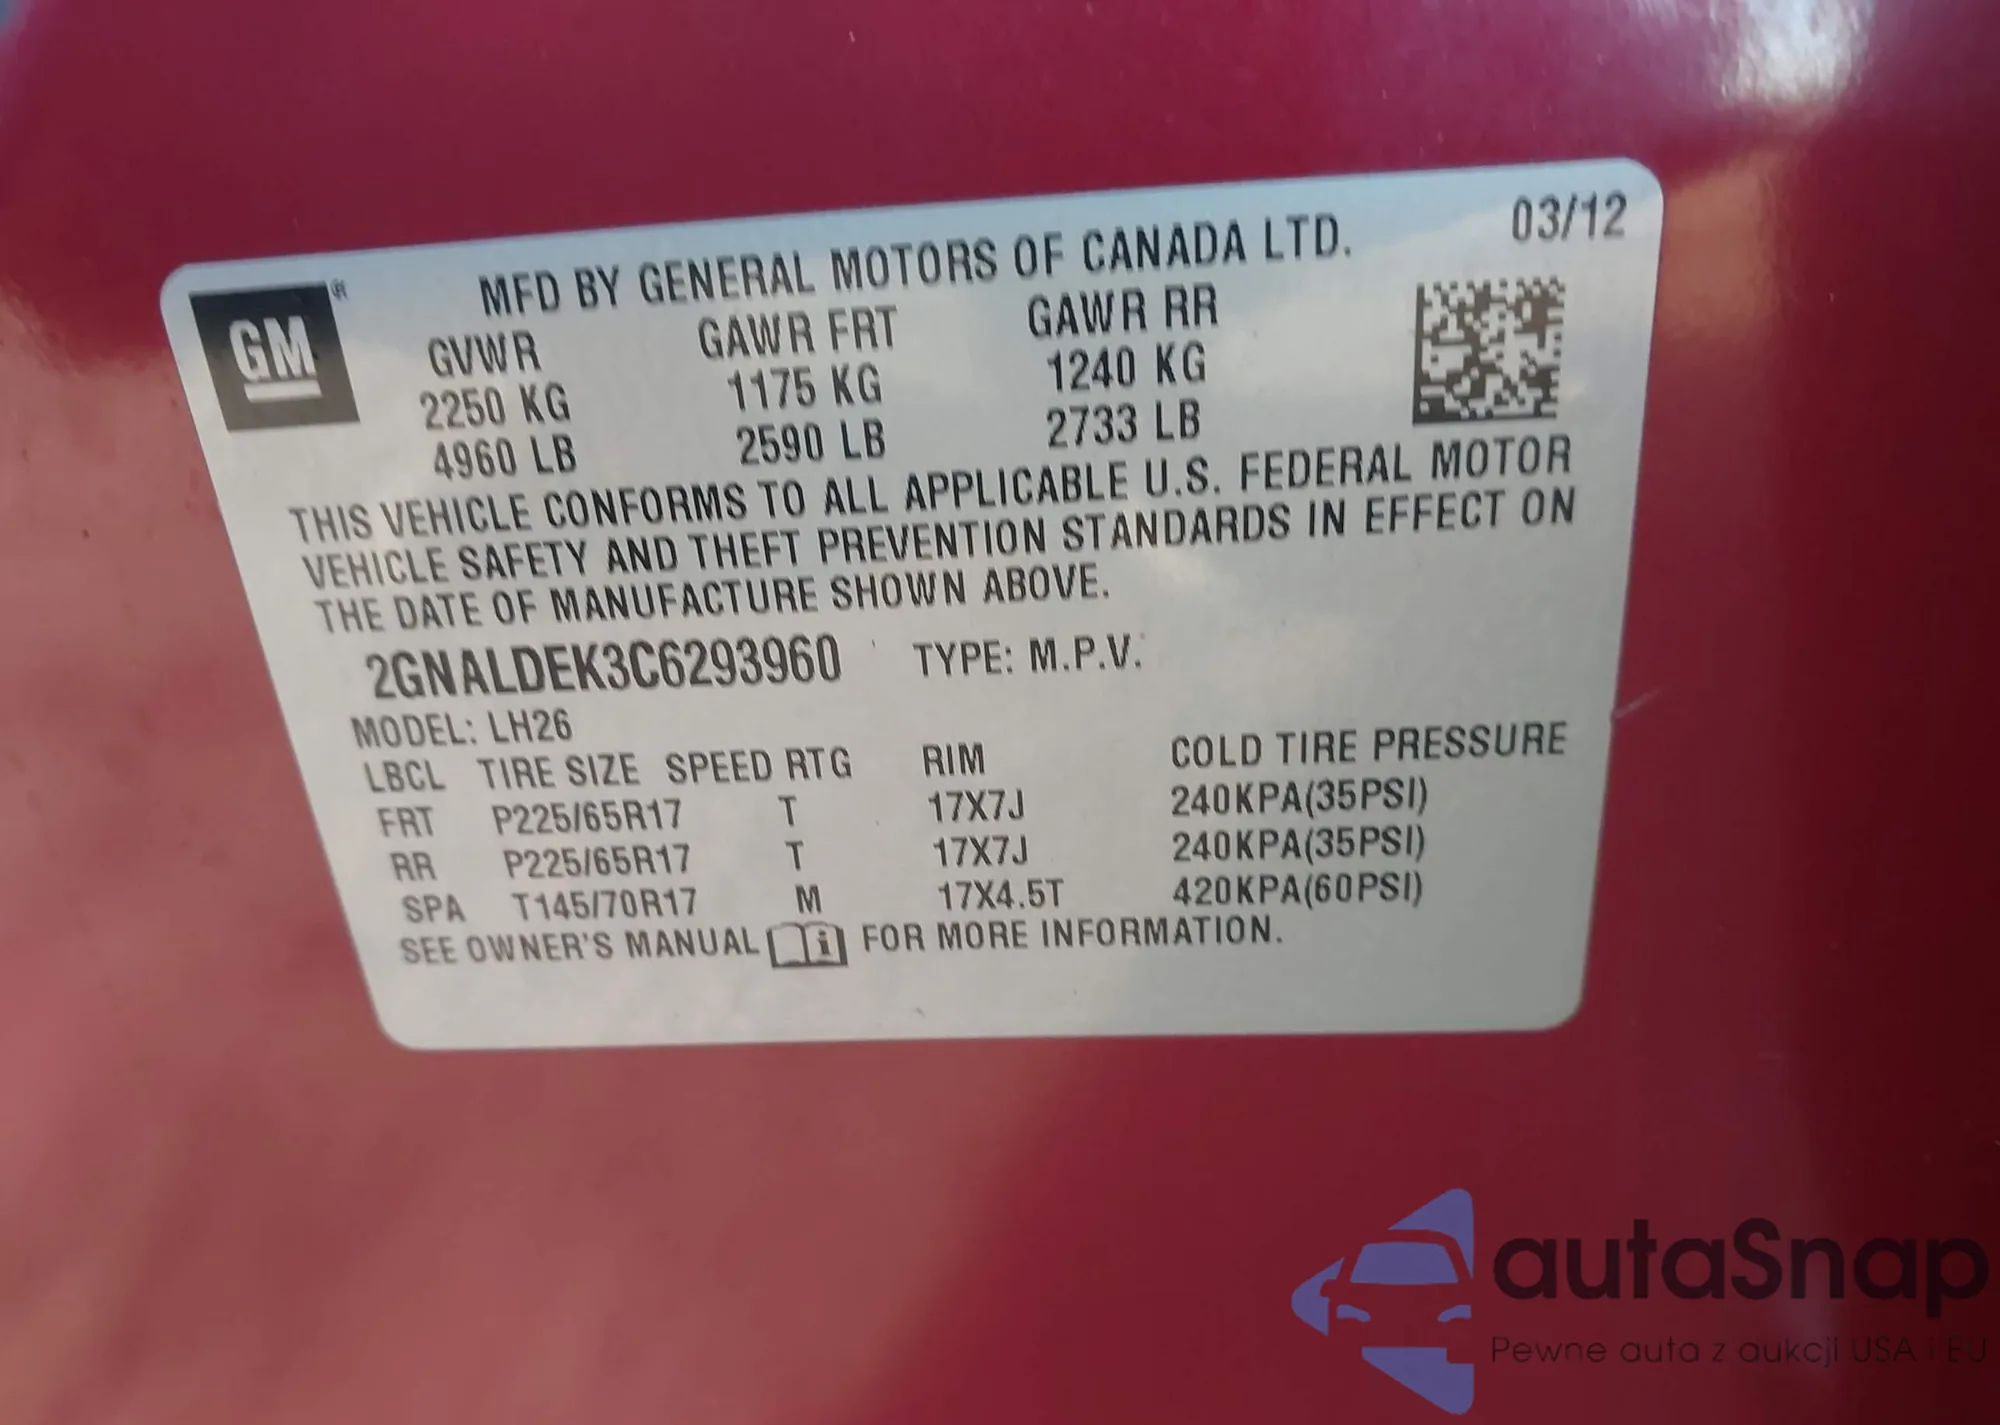 03/12
GM ®
MFD BY GENERAL MOTORS OF CANADA LTD.
GVWR GAWR FRT GAWR RR
2250 KG 1175 KG 1240 KG
4960 LB 2590 LB 2733 LB
THIS VEHICLE CONFORMS TO ALL APPLICABLE U.S. FEDERAL MOTOR
VEHICLE SAFETY AND THEFT PREVENTION STANDARDS IN EFFECT ON
THE DATE OF MANUFACTURE SHOWN ABOVE.
2GNALDEK3C6293960 TYPE: M.P.V.
MODEL: LH26
LBCL TIRE SIZE SPEED RTG RIM COLD TIRE PRESSURE
FRT P225/65R17 T 17X7J 240KPA(35PSI)
RR P225/65R17 T 17X7J 240KPA(35PSI)
SPA T145/70R17 M 17X4.5T 420KPA(60PSI)
SEE OWNER'S MANUAL i FOR MORE INFORMATION.
autaSnap
Pewne auta z aukcji USA i EU